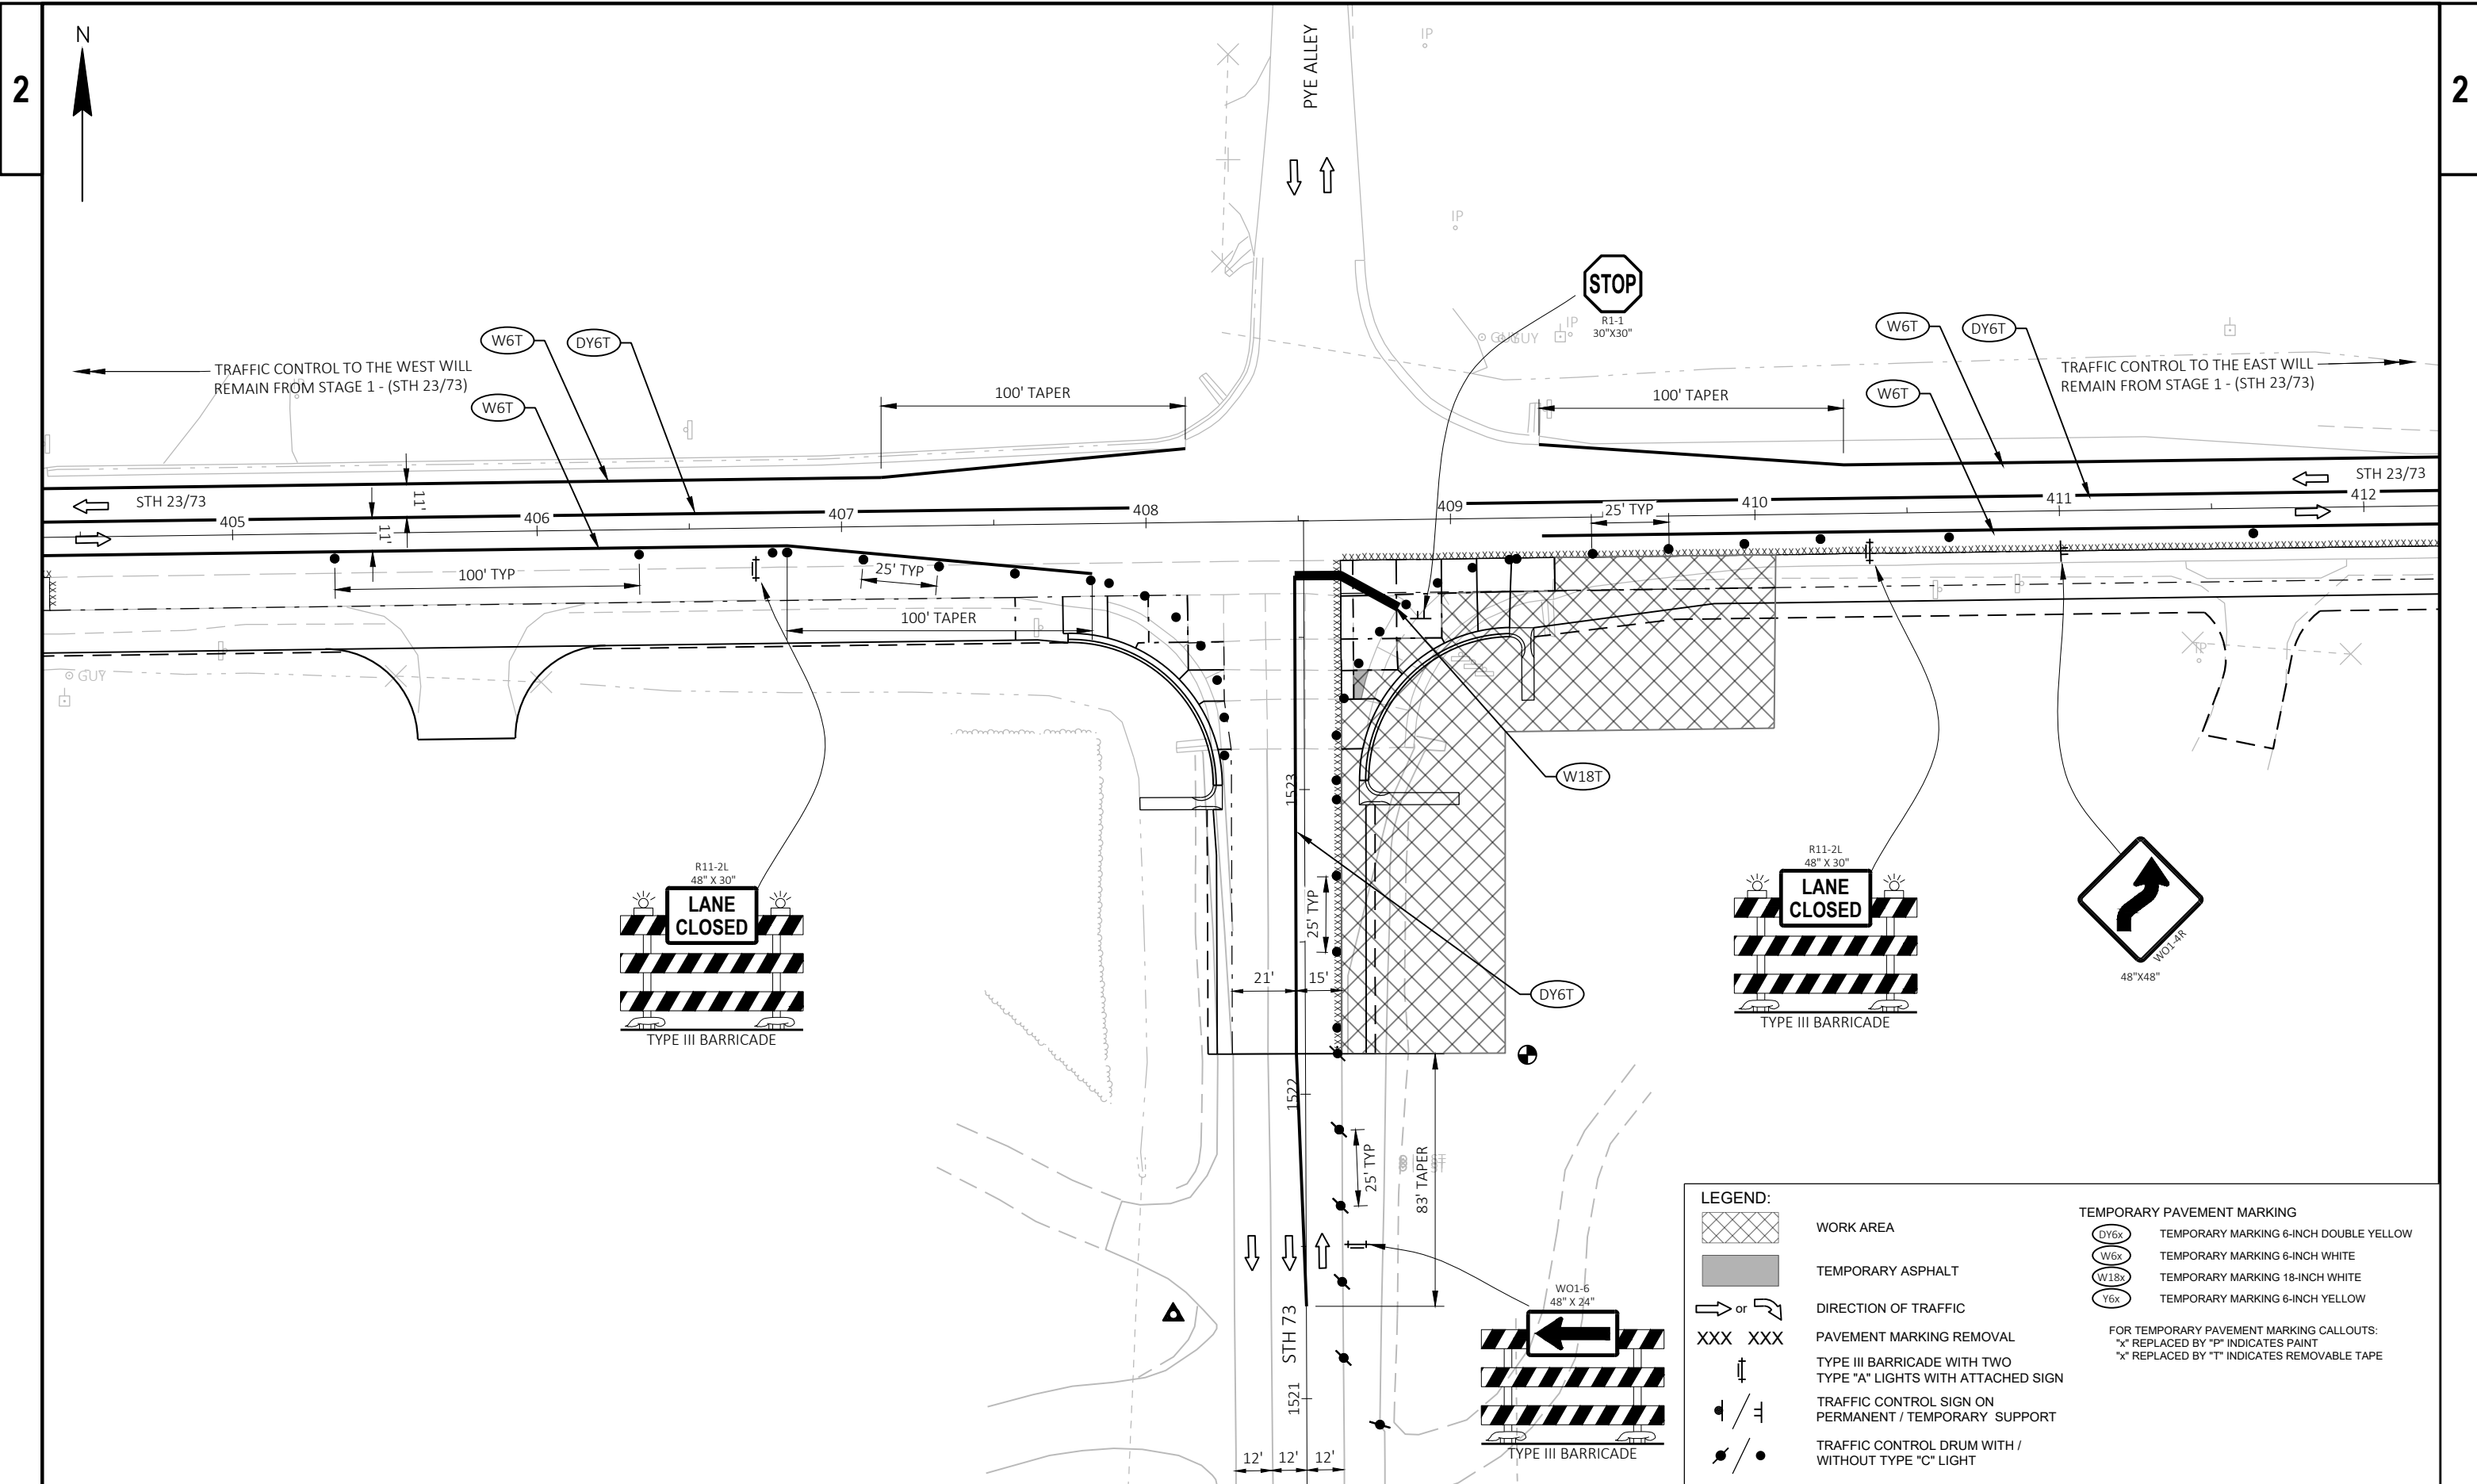 2
2
N
PYE ALLEY
IP
IP
STOP
R1-1
30"X30"
IP
GUY
W6T
DY6T
W6T
TRAFFIC CONTROL TO THE WEST WILL
REMAIN FROM STAGE 1 - (STH 23/73)
100' TAPER
100' TAPER
W6T
DY6T
W6T
TRAFFIC CONTROL TO THE EAST WILL
REMAIN FROM STAGE 1 - (STH 23/73)
STH 23/73
11'
11'
405
406
407
408
409
410
411
412
STH 23/73
25' TYP
100' TYP
25' TYP
100' TAPER
GUY
IP
1523
W18T
25' TYP
21'
15'
DY6T
R11-2L
48" X 30"
LANE
CLOSED
TYPE III BARRICADE
R11-2L
48" X 30"
LANE
CLOSED
TYPE III BARRICADE
WO1-4R
48"X48"
1522
25' TYP
83' TAPER
STH 73
1521
12'
12'
12'
WO1-6
48" X 24"
TYPE III BARRICADE
LEGEND:
WORK AREA
TEMPORARY ASPHALT
or
DIRECTION OF TRAFFIC
XXX XXX
PAVEMENT MARKING REMOVAL
TYPE III BARRICADE WITH TWO
TYPE "A" LIGHTS WITH ATTACHED SIGN
TRAFFIC CONTROL SIGN ON
PERMANENT / TEMPORARY SUPPORT
TRAFFIC CONTROL DRUM WITH /
WITHOUT TYPE "C" LIGHT
TEMPORARY PAVEMENT MARKING
DY6x TEMPORARY MARKING 6-INCH DOUBLE YELLOW
W6x TEMPORARY MARKING 6-INCH WHITE
W18x TEMPORARY MARKING 18-INCH WHITE
Y6x TEMPORARY MARKING 6-INCH YELLOW
FOR TEMPORARY PAVEMENT MARKING CALLOUTS:
"x" REPLACED BY "P" INDICATES PAINT
"x" REPLACED BY "T" INDICATES REMOVABLE TAPE